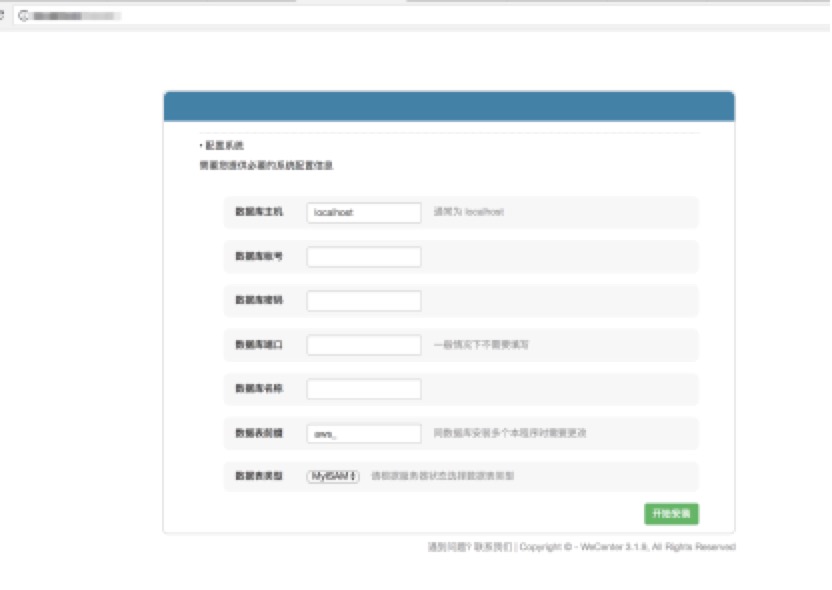 • 配置系统
需要您提供必要的系统配置信息
数据库主机 localhost 通常为 localhost
数据库账号
数据库密码
数据库端口 一般情况下不需要填写
数据库名称
数据表前缀 aws_ 同数据库安装多个本程序时需要更改
数据表类型 MyISAM 请根据服务器状态选择数据表类型
开始安装
遇到问题? 联系我们 | Copyright © - WeCenter 3.1.9, All Rights Reserved